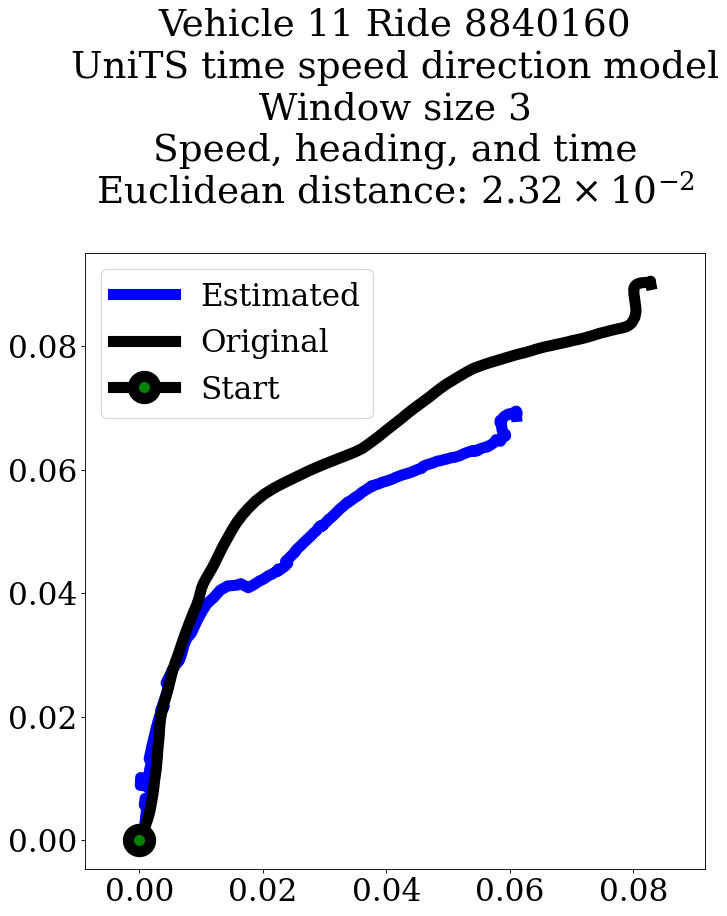 Vehicle 11 Ride 8840160
UniTS time speed direction model
Window size 3
Speed, heading, and time
Euclidean distance: 2.32 × 10⁻²
Estimated
Original
Start
0.08
0.06
0.04
0.02
0.00
0.00 0.02 0.04 0.06 0.08